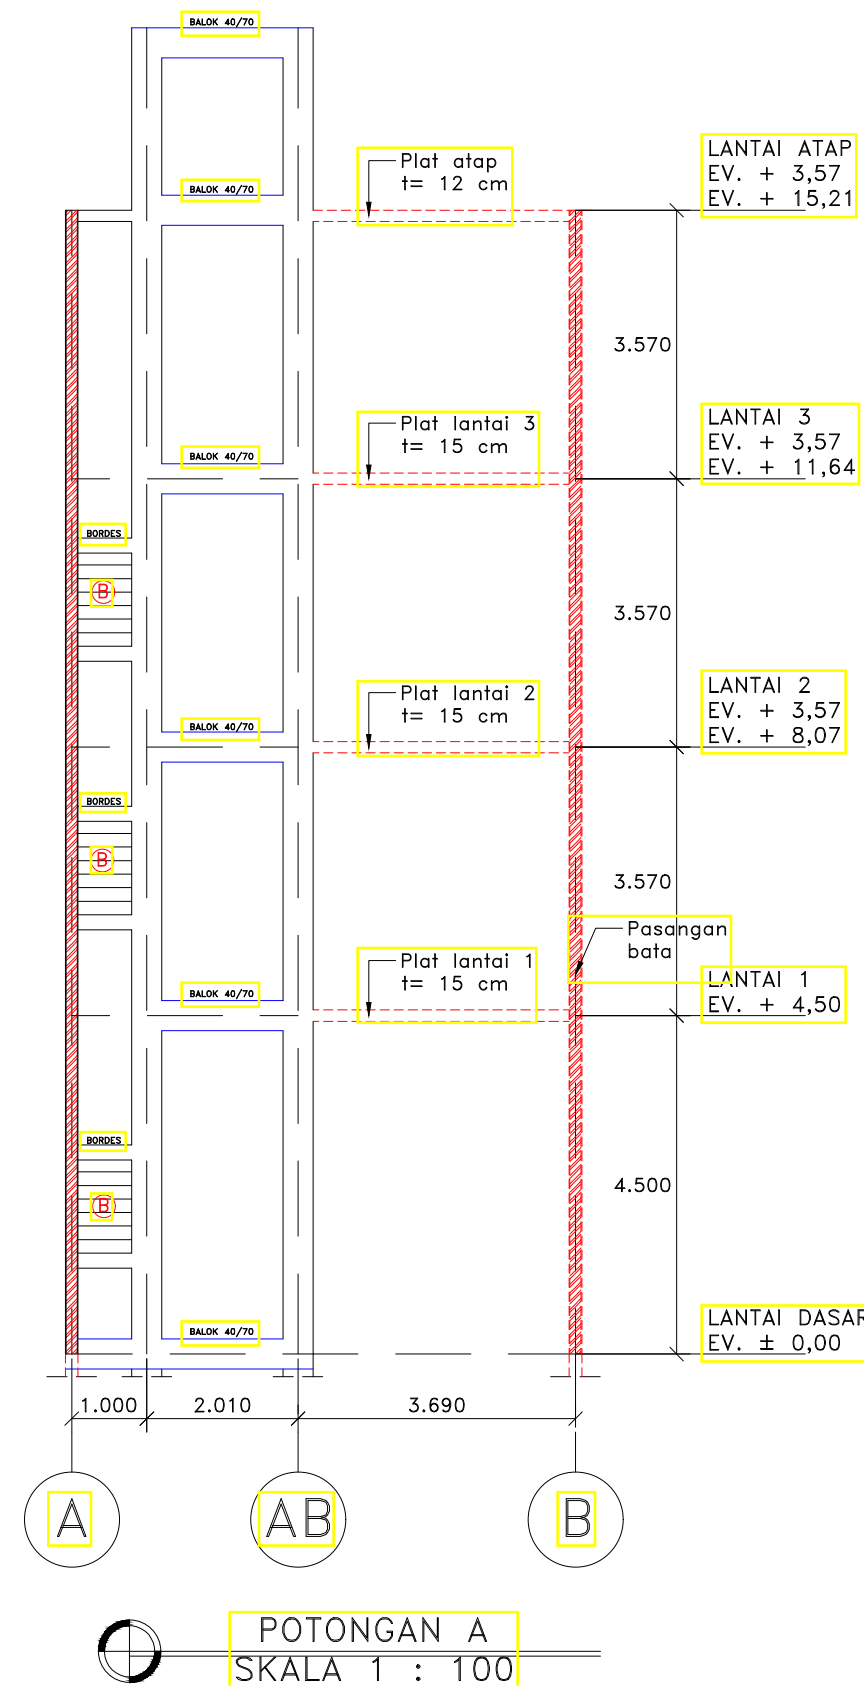 BALOK 40/70
LANTAI ATAP
EV. + 3,57
EV. + 15,21
Plat atap
t= 12 cm
BALOK 40/70
3.570
LANTAI 3
EV. + 3,57
EV. + 11,64
Plat lantai 3
t= 15 cm
BALOK 40/70
BORDES
B
3.570
LANTAI 2
EV. + 3,57
EV. + 8,07
Plat lantai 2
t= 15 cm
BALOK 40/70
BORDES
B
3.570
Pasangan
bata
Plat lantai 1
t= 15 cm
LANTAI 1
EV. + 4,50
BALOK 40/70
BORDES
B
4.500
LANTAI DASAR
EV. ± 0,00
BALOK 40/70
1.000
2.010
3.690
A
AB
B
POTONGAN A
SKALA 1 : 100